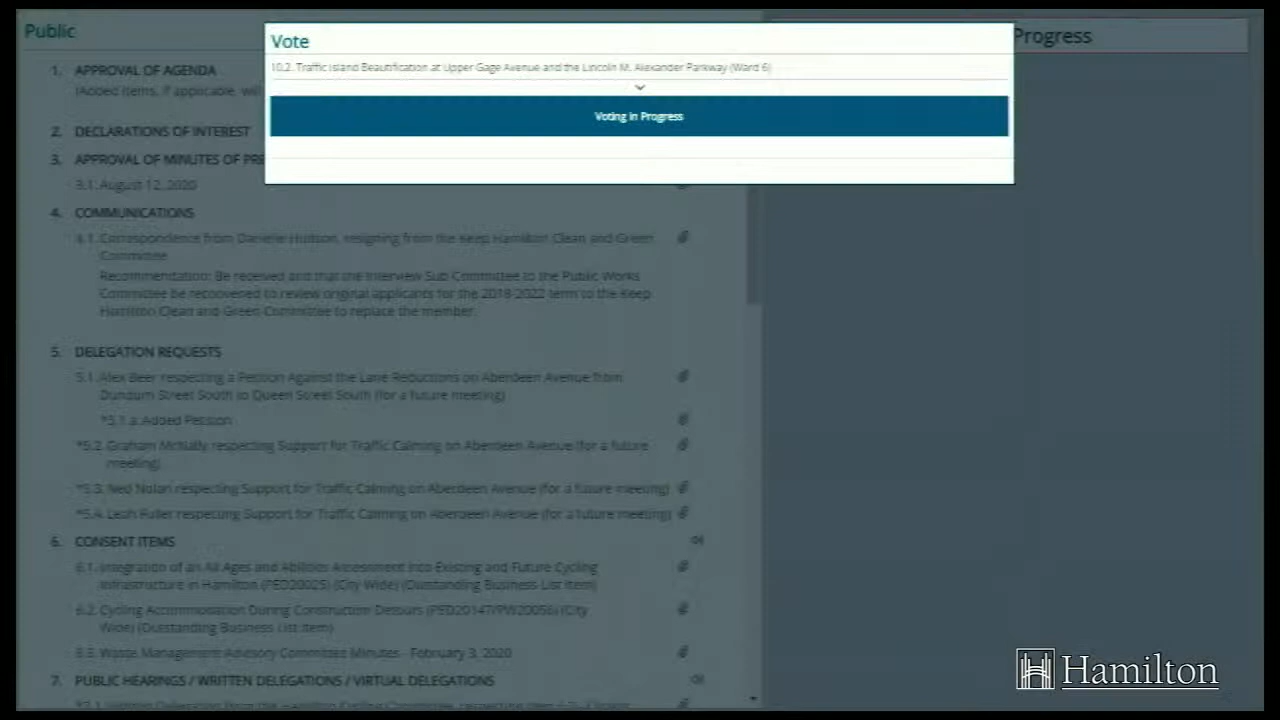 Public
Progress
Vote
10.2. Traffic Island Beautification at Upper Gage Avenue and the Lincoln M. Alexander Parkway (Ward 6)
Voting in Progress
1. APPROVAL OF AGENDA
(Added Items, if applicable, will
2. DECLARATIONS OF INTEREST
3. APPROVAL OF MINUTES OF PRE
3.1. August 12, 2020
4. COMMUNICATIONS
4.1. Correspondence from Danielle Hudson, resigning from the Keep Hamilton Clean and Green
Committee
Recommendation: Be received and that the Interview Sub Committee to the Public Works
Committee be reconvened to review original applicants for the 2018-2022 term to the Keep
Hamilton Clean and Green Committee to replace the member.
5. DELEGATION REQUESTS
5.1. Alex Beer respecting a Petition Against the Lane Reductions on Aberdeen Avenue from
Dundurn Street South to Queen Street South (for a future meeting)
*5.1.a. Added Petition
*5.2. Graham McNally respecting Support for Traffic Calming on Aberdeen Avenue (for a future
meeting)
*5.3. Ned Nolan respecting Support for Traffic Calming on Aberdeen Avenue (for a future meeting)
*5.4. Leah Fuller respecting Support for Traffic Calming on Aberdeen Avenue (for a future meeting)
6. CONSENT ITEMS
6.1. Integration of an All Ages and Abilities Assessment into Existing and Future Cycling
Infrastructure in Hamilton (PED20025) (City Wide) (Outstanding Business List Item)
6.2. Cycling Accommodation During Construction Detours (PED20147/PW20056) (City
Wide) (Outstanding Business List Item)
6.3. Waste Management Advisory Committee Minutes - February 3, 2020
7. PUBLIC HEARINGS / WRITTEN DELEGATIONS / VIRTUAL DELEGATIONS
Delegation from the Hamilton Cycling Committee, respecting Item
Hamilton